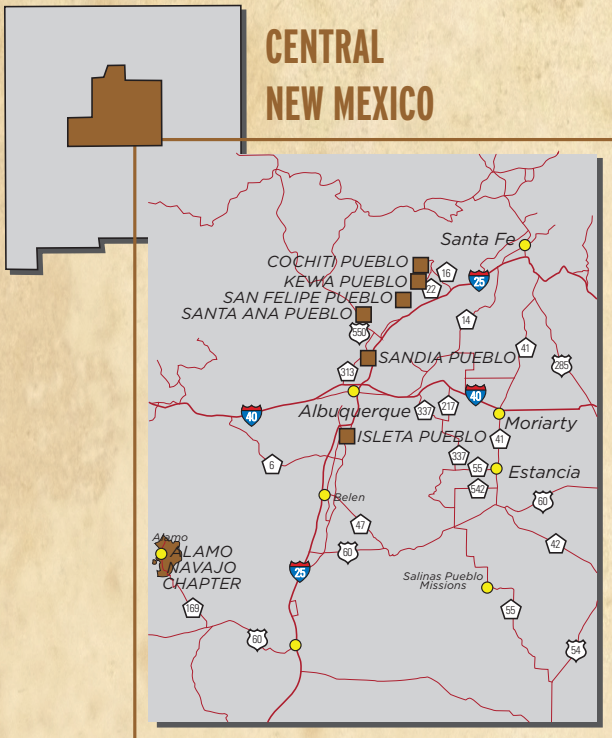 CENTRAL
NEW MEXICO
Santa Fe
COCHITI PUEBLO
16
KEWA PUEBLO
22
25
SAN FELIPE PUEBLO
SANTA ANA PUEBLO
14
550
41
SANDIA PUEBLO
285
313
40
40
Albuquerque
337
217
Moriarty
ISLETA PUEBLO
41
337
6
55
Estancia
542
Belen
60
47
Alamo
ALAMO
NAVAJO
CHAPTER
60
42
25
Salinas Pueblo
Missions
169
55
60
54